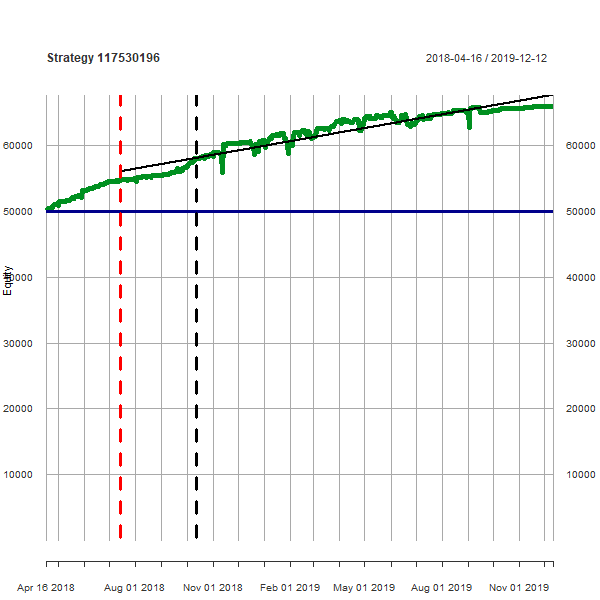 Strategy 117530196
2018-04-16 / 2019-12-12
60000
60000
50000
50000
40000
40000
Equity
30000
30000
20000
20000
10000
10000
Apr 16 2018
Aug 01 2018
Nov 01 2018
Feb 01 2019
May 01 2019
Aug 01 2019
Nov 01 2019